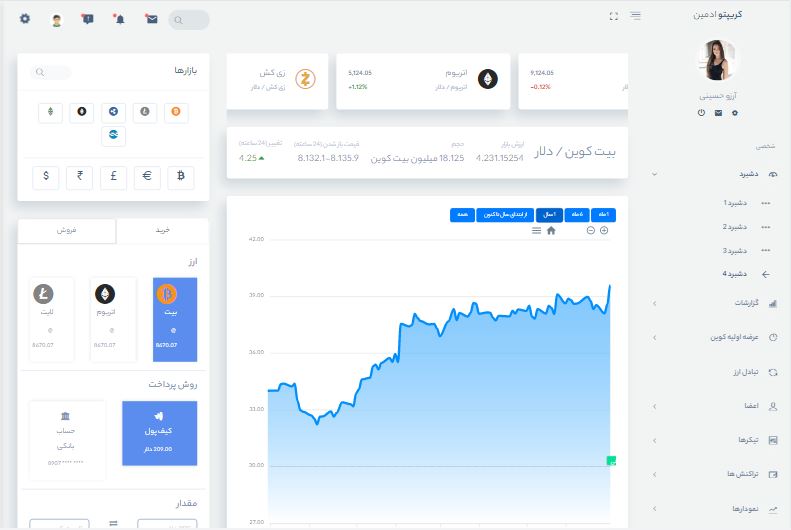 کریپتو ادمین
آرزو حسینی
شخصی
دشبرد
دشبرد 1
دشبرد 2
دشبرد 3
دشبرد 4
گزارشات
عرضه اولیه کوین
تبادل ارز
اعضا
تیکرها
تراکنش ها
نمودارها
9,124.05
-0.12%
دلار
اتریوم
5,124.05
اتریوم / دلار
+1.12%
زی کش
زی کش / دلار
بیت کوین / دلار
ارزش بازار
4.231.15254
حجم
18.125 میلیون بیت کوین
قیمت باز شدن (24 ساعته)
8.132.1-8.135.9
تغییر (24 ساعته)
4.25
1 ماه
6 ماه
1 سال
از ابتدای سال تا کنون
همه
42.00
39.00
36.00
33.00
30.00
27.00
بازارها
$ ₹ £ € ฿
خرید
فروش
ارز
بیت
@
8670.07
اتریوم
@
8670.07
لایت
@
8670.07
روش پرداخت
کیف پول
209.00 دلار
حساب
بانکی
مقدار